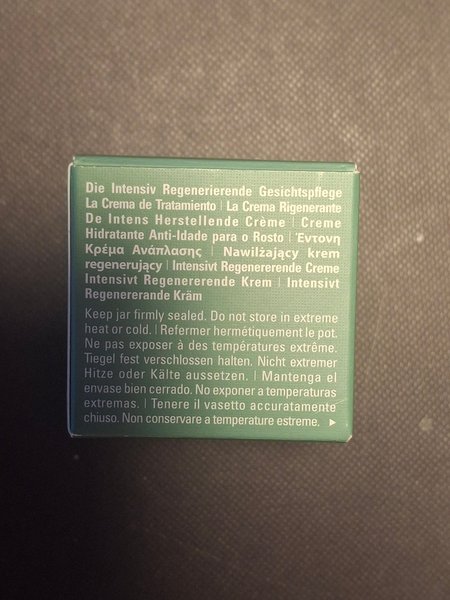 Die Intensiv Regenerierende Gesichtspflege
La Crema de Tratamiento | La Crema Rigenerante
De Intens Herstellende Crème | Creme
Hidratante Anti-Idade para o Rosto | Έντονη
Κρέμα Ανάπλασης | Nawilżający krem
regenerujący | Intensivt Regenererende Creme
Intensivt Regenererende Krem | Intensivt
Regenererande Kräm
Keep jar firmly sealed. Do not store in extreme
heat or cold. | Refermer hermétiquement le pot.
Ne pas exposer à des températures extrême.
Tiegel fest verschlossen halten. Nicht extremer
Hitze oder Kälte aussetzen. | Mantenga el
envase bien cerrado. No exponer a temperaturas
extremas. | Tenere il vasetto accuratamente
chiuso. Non conservare a temperature estreme. ►